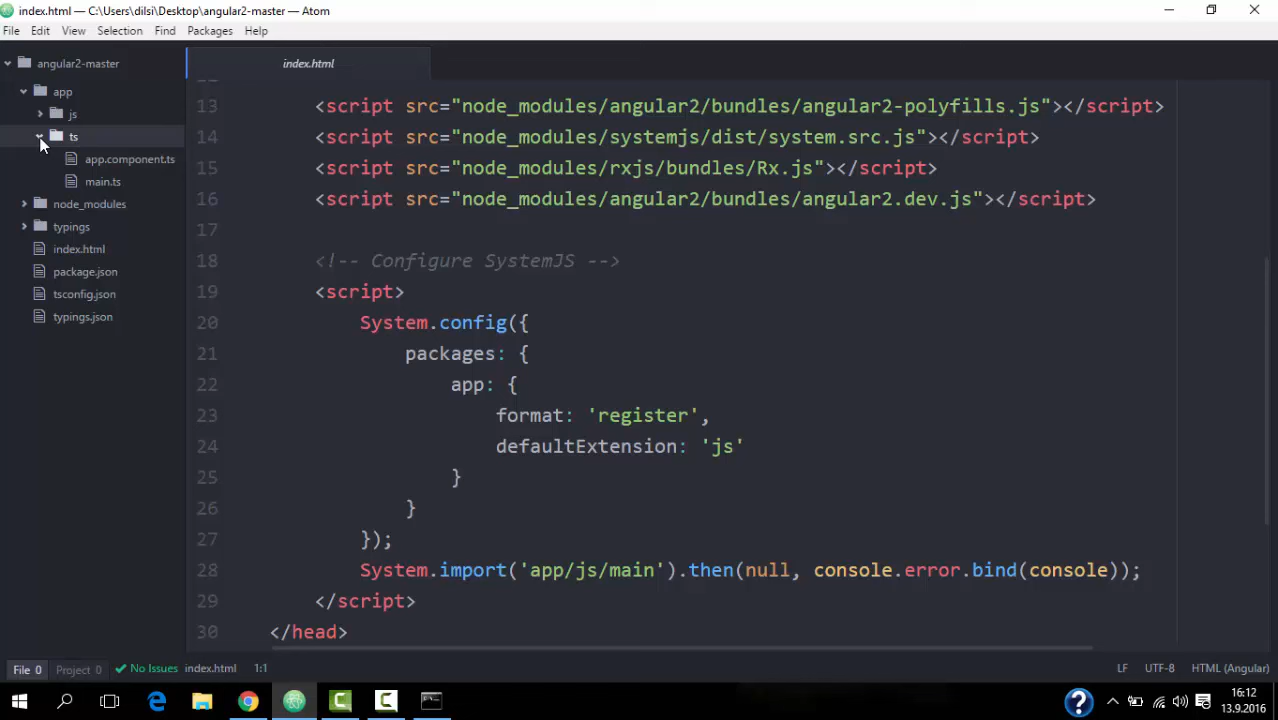 index.html — C:\Users\dilsi\Desktop\angular2-master — Atom
File Edit View Selection Find Packages Help
angular2-master
app
js
ts
app.component.ts
main.ts
node_modules
typings
index.html
package.json
tsconfig.json
typings.json
index.html
13 <script src="node_modules/angular2/bundles/angular2-polyfills.js"></script>
14 <script src="node_modules/systemjs/dist/system.src.js"></script>
15 <script src="node_modules/rxjs/bundles/Rx.js"></script>
16 <script src="node_modules/angular2/bundles/angular2.dev.js"></script>
17
18 <!-- Configure SystemJS -->
19 <script>
20 System.config({
21 packages: {
22 app: {
23 format: 'register',
24 defaultExtension: 'js'
25 }
26 }
27 });
28 System.import('app/js/main').then(null, console.error.bind(console));
29 </script>
30 </head>
File 0 Project 0 No Issues index.html 1:1 LF UTF-8 HTML (Angular)
16:12
13.9.2016